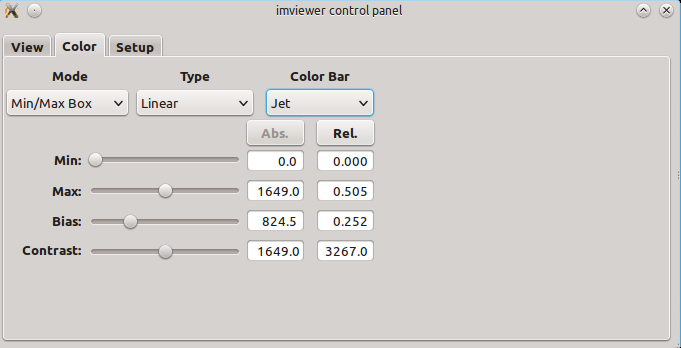 imviewer control panel
View Color Setup
Mode Type Color Bar
Min/Max Box Linear Jet
Abs. Rel.
Min: 0.0 0.000
Max: 1649.0 0.505
Bias: 824.5 0.252
Contrast: 1649.0 3267.0